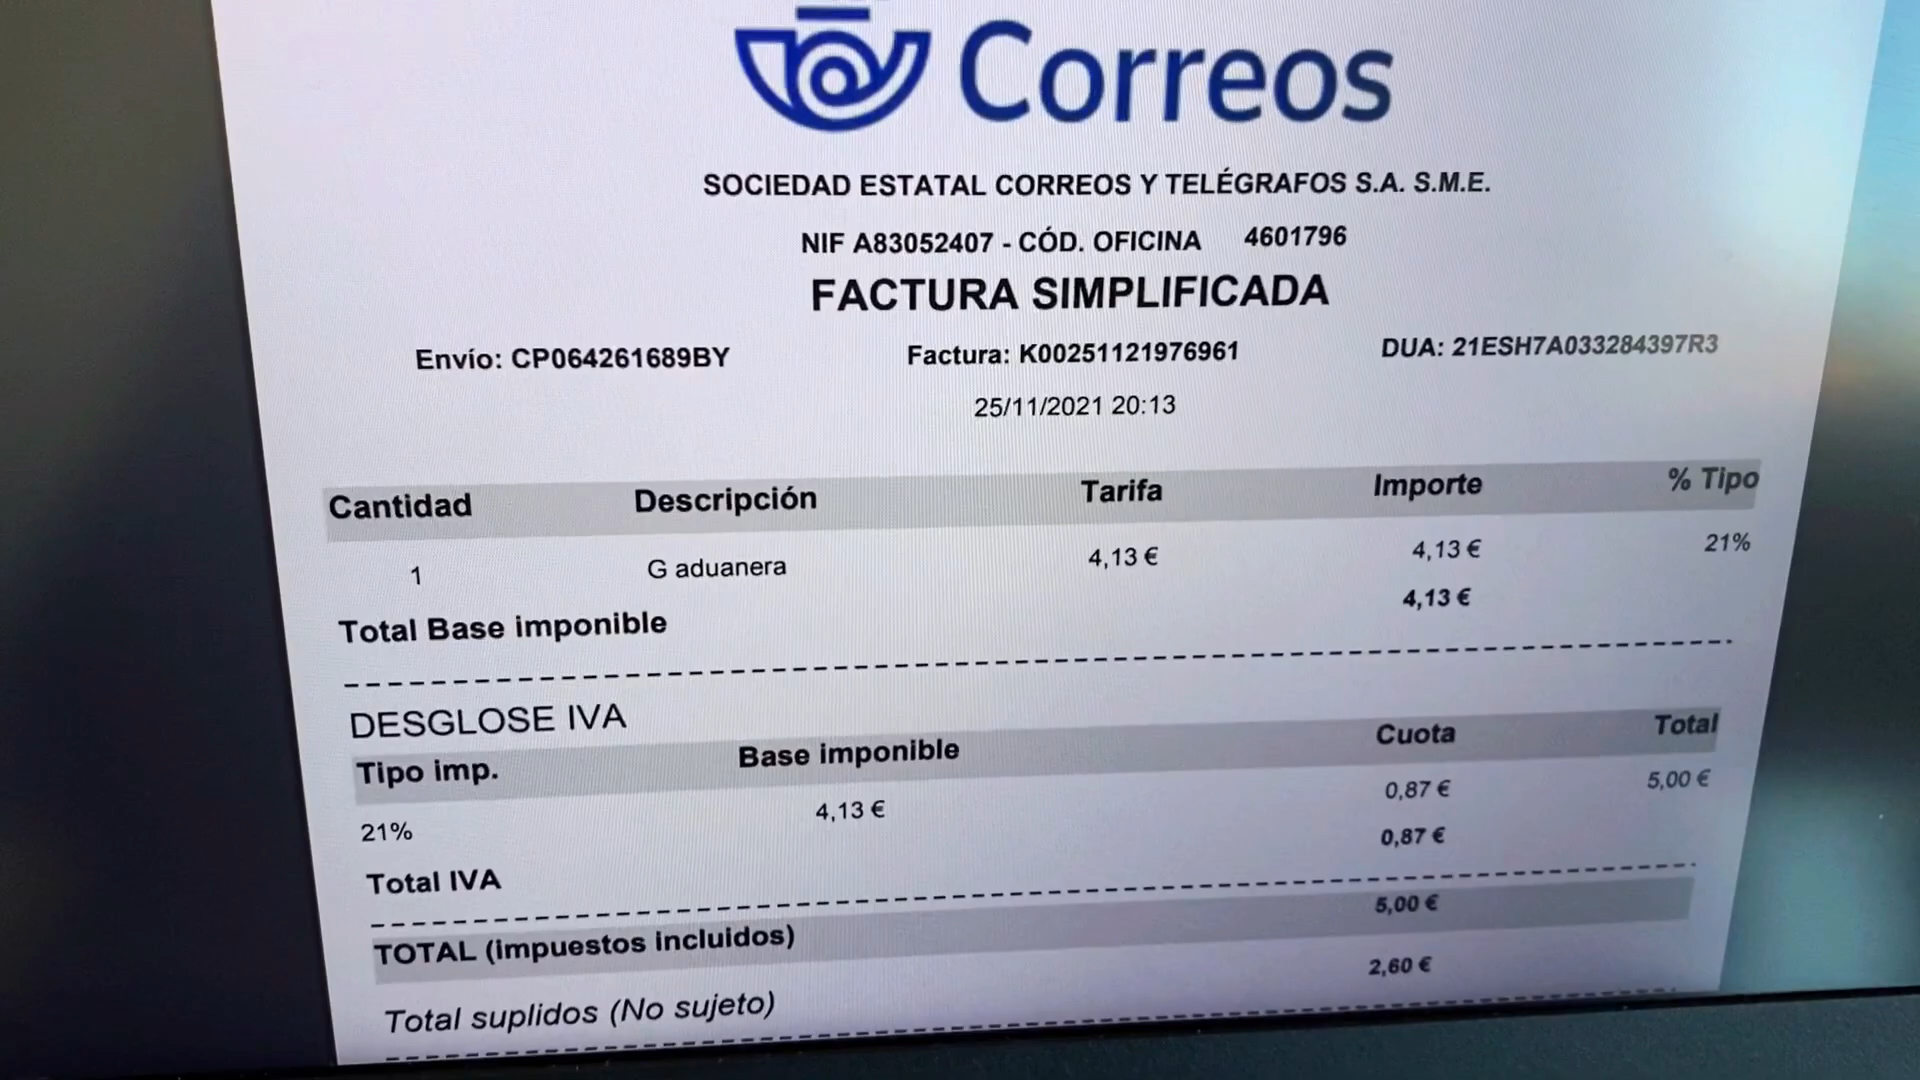 Correos
SOCIEDAD ESTATAL CORREOS Y TELÉGRAFOS S.A. S.M.E.
NIF A83052407 - CÓD. OFICINA 4601796
FACTURA SIMPLIFICADA
Envío: CP064261689BY Factura: K00251121976961 DUA: 21ESH7A033284397R3
25/11/2021 20:13
Cantidad Descripción Tarifa Importe % Tipo
1 G aduanera 4,13 € 4,13 € 21%
Total Base imponible 4,13 €
DESGLOSE IVA
Tipo imp. Base imponible Cuota Total
21% 4,13 € 0,87 € 5,00 €
Total IVA 0,87 €
TOTAL (impuestos incluidos) 5,00 €
Total suplidos (No sujeto) 2,60 €